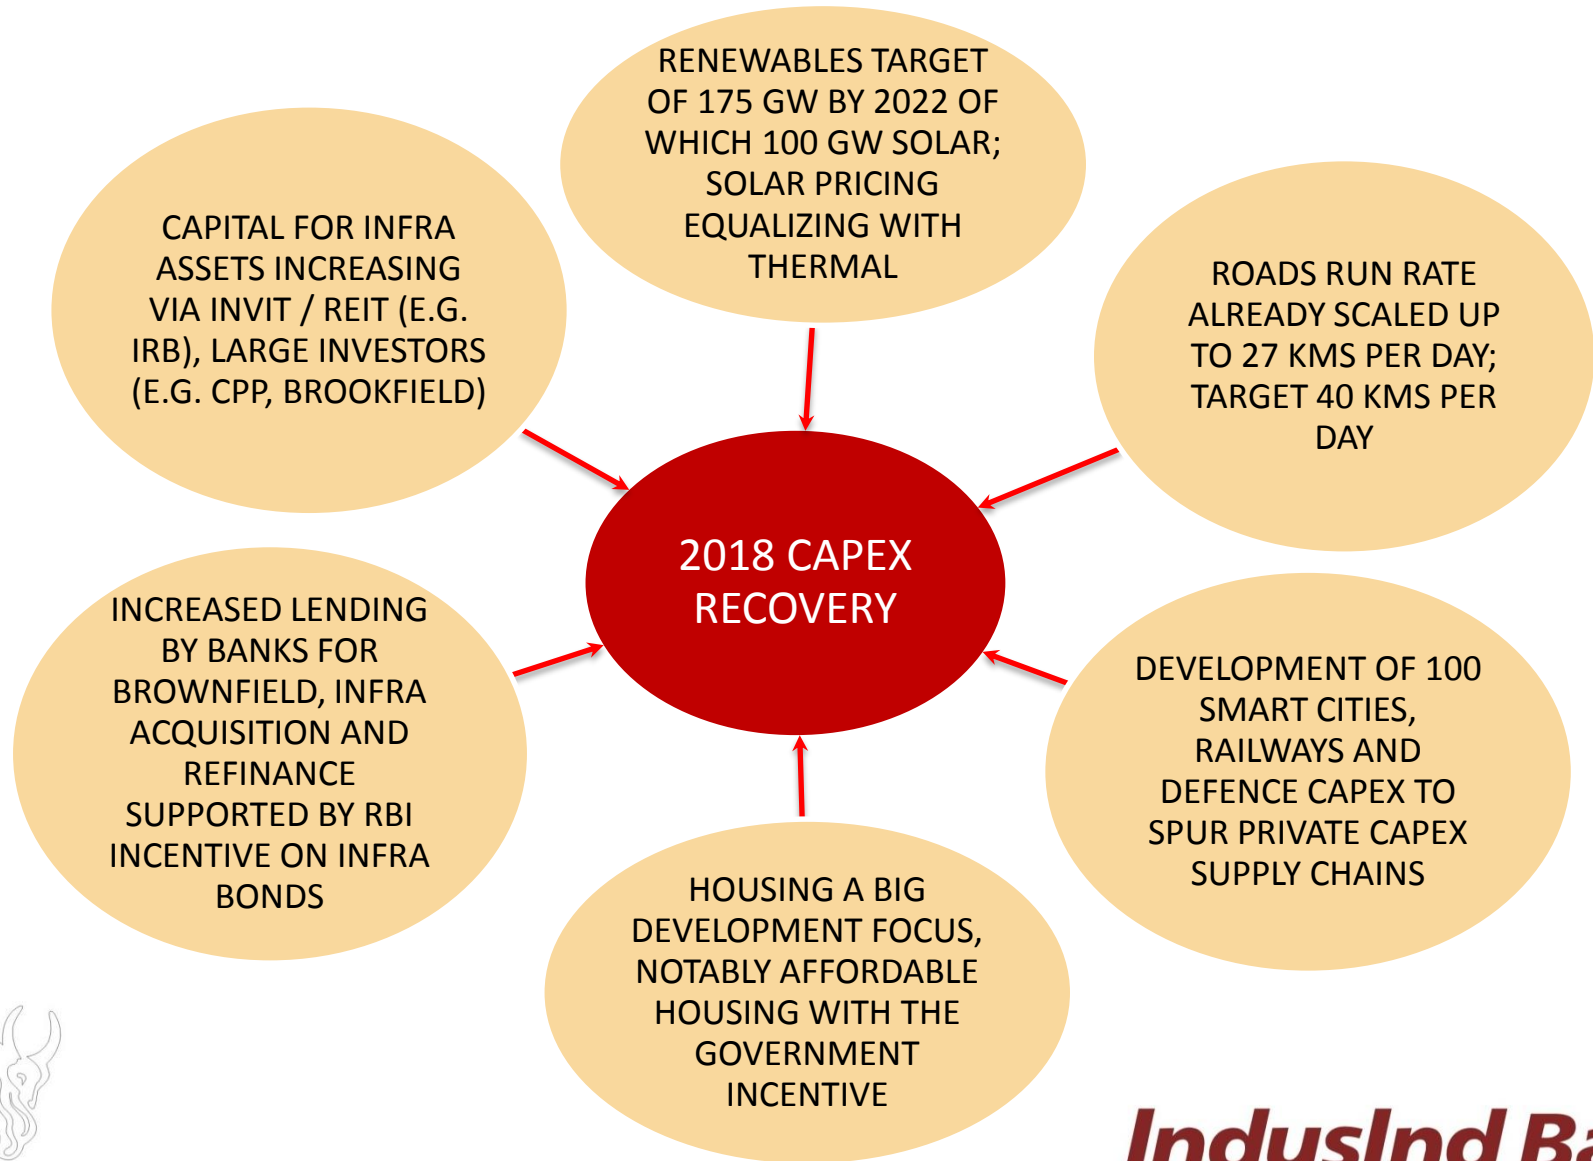 RENEWABLES TARGET
OF 175 GW BY 2022 OF
WHICH 100 GW SOLAR;
SOLAR PRICING
EQUALIZING WITH
THERMAL
CAPITAL FOR INFRA
ASSETS INCREASING
VIA INVIT / REIT (E.G.
IRB), LARGE INVESTORS
(E.G. CPP, BROOKFIELD)
ROADS RUN RATE
ALREADY SCALED UP
TO 27 KMS PER DAY;
TARGET 40 KMS PER
DAY
2018 CAPEX
RECOVERY
INCREASED LENDING
BY BANKS FOR
BROWNFIELD, INFRA
ACQUISITION AND
REFINANCE
SUPPORTED BY RBI
INCENTIVE ON INFRA
BONDS
DEVELOPMENT OF 100
SMART CITIES,
RAILWAYS AND
DEFENCE CAPEX TO
SPUR PRIVATE CAPEX
SUPPLY CHAINS
HOUSING A BIG
DEVELOPMENT FOCUS,
NOTABLY AFFORDABLE
HOUSING WITH THE
GOVERNMENT
INCENTIVE
IndusInd Ba